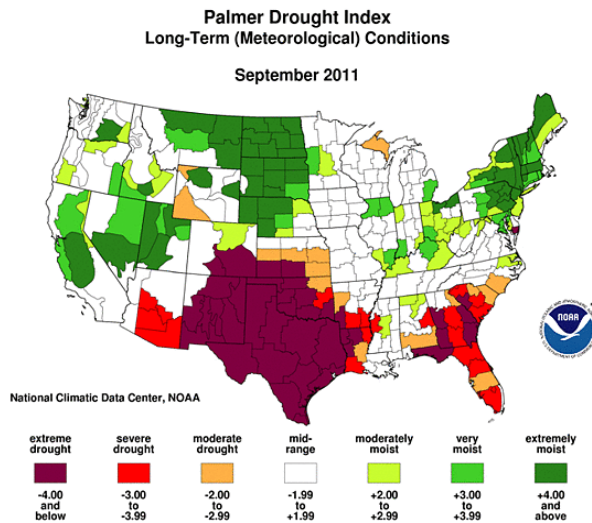 Palmer Drought Index
Long-Term (Meteorological) Conditions
September 2011
NOAA
National Climatic Data Center, NOAA
extreme drought
severe drought
moderate drought
mid-range
moderately moist
very moist
extremely moist
-4.00 and below
-3.00 to -3.99
-2.00 to -2.99
-1.99 to +1.99
+2.00 to +2.99
+3.00 to +3.99
+4.00 and above